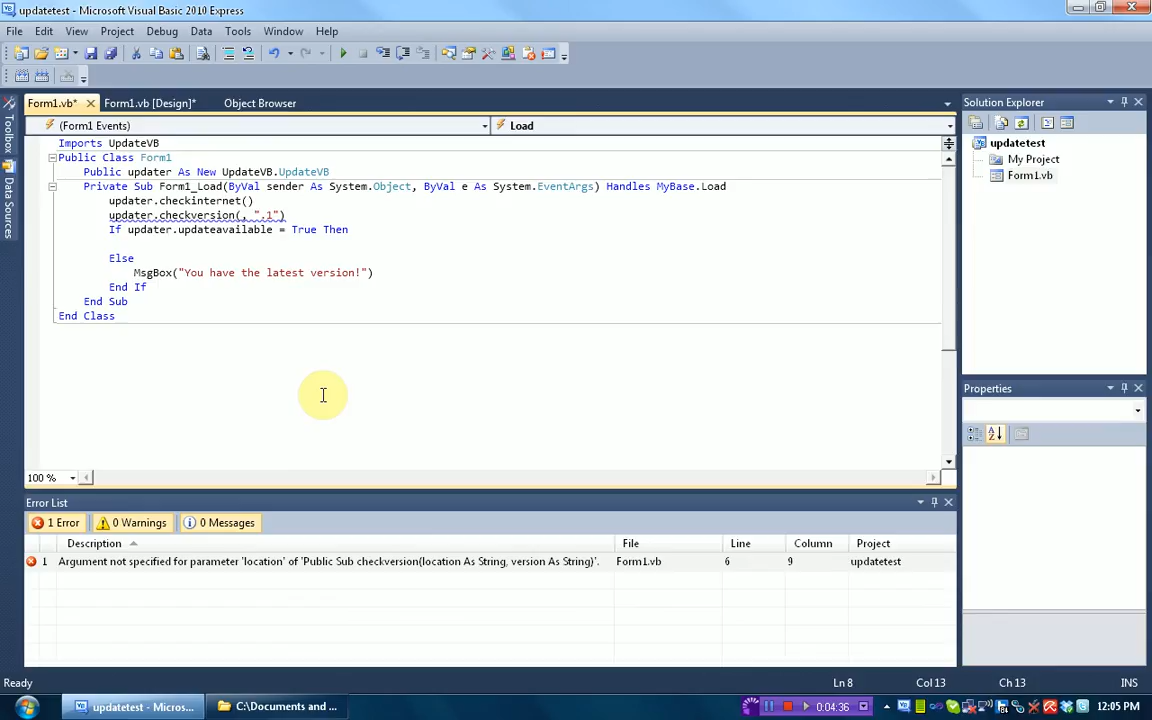 updatetest - Microsoft Visual Basic 2010 Express
File Edit View Project Debug Data Tools Window Help
Form1.vb* Form1.vb [Design]* Object Browser
Solution Explorer
(Form1 Events) Load
Toolbox
Data Sources
Imports UpdateVB
Public Class Form1
Public updater As New UpdateVB.UpdateVB
Private Sub Form1_Load(ByVal sender As System.Object, ByVal e As System.EventArgs) Handles MyBase.Load
updater.checkinternet()
updater.checkversion(, ".1")
If updater.updateavailable = True Then
Else
MsgBox("You have the latest version!")
End If
End Sub
End Class
updatetest
My Project
Form1.vb
Properties
100 %
Error List
1 Error 0 Warnings 0 Messages
Description File Line Column Project
1 Argument not specified for parameter 'location' of 'Public Sub checkversion(location As String, version As String)'. Form1.vb 6 9 updatetest
Ready Ln 8 Col 13 Ch 13 INS
updatetest - Micros... C:\Documents and ... 0:04:36 12:05 PM